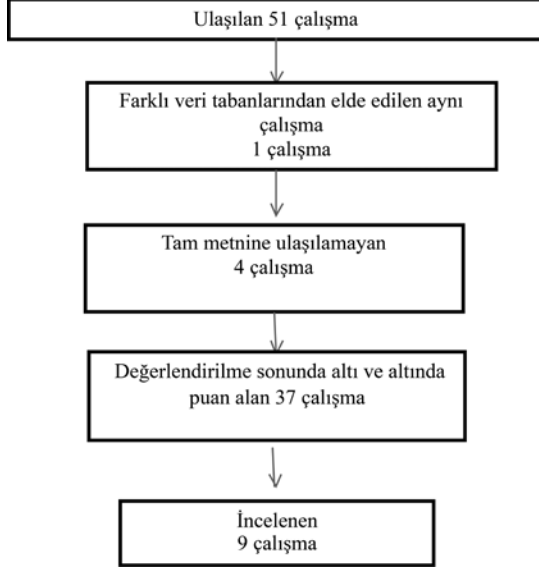 Ulaşılan 51 çalışma
Farklı veri tabanlarından elde edilen aynı
çalışma
1 çalışma
Tam metnine ulaşılamayan
4 çalışma
Değerlendirilme sonunda altı ve altında
puan alan 37 çalışma
İncelenen
9 çalışma